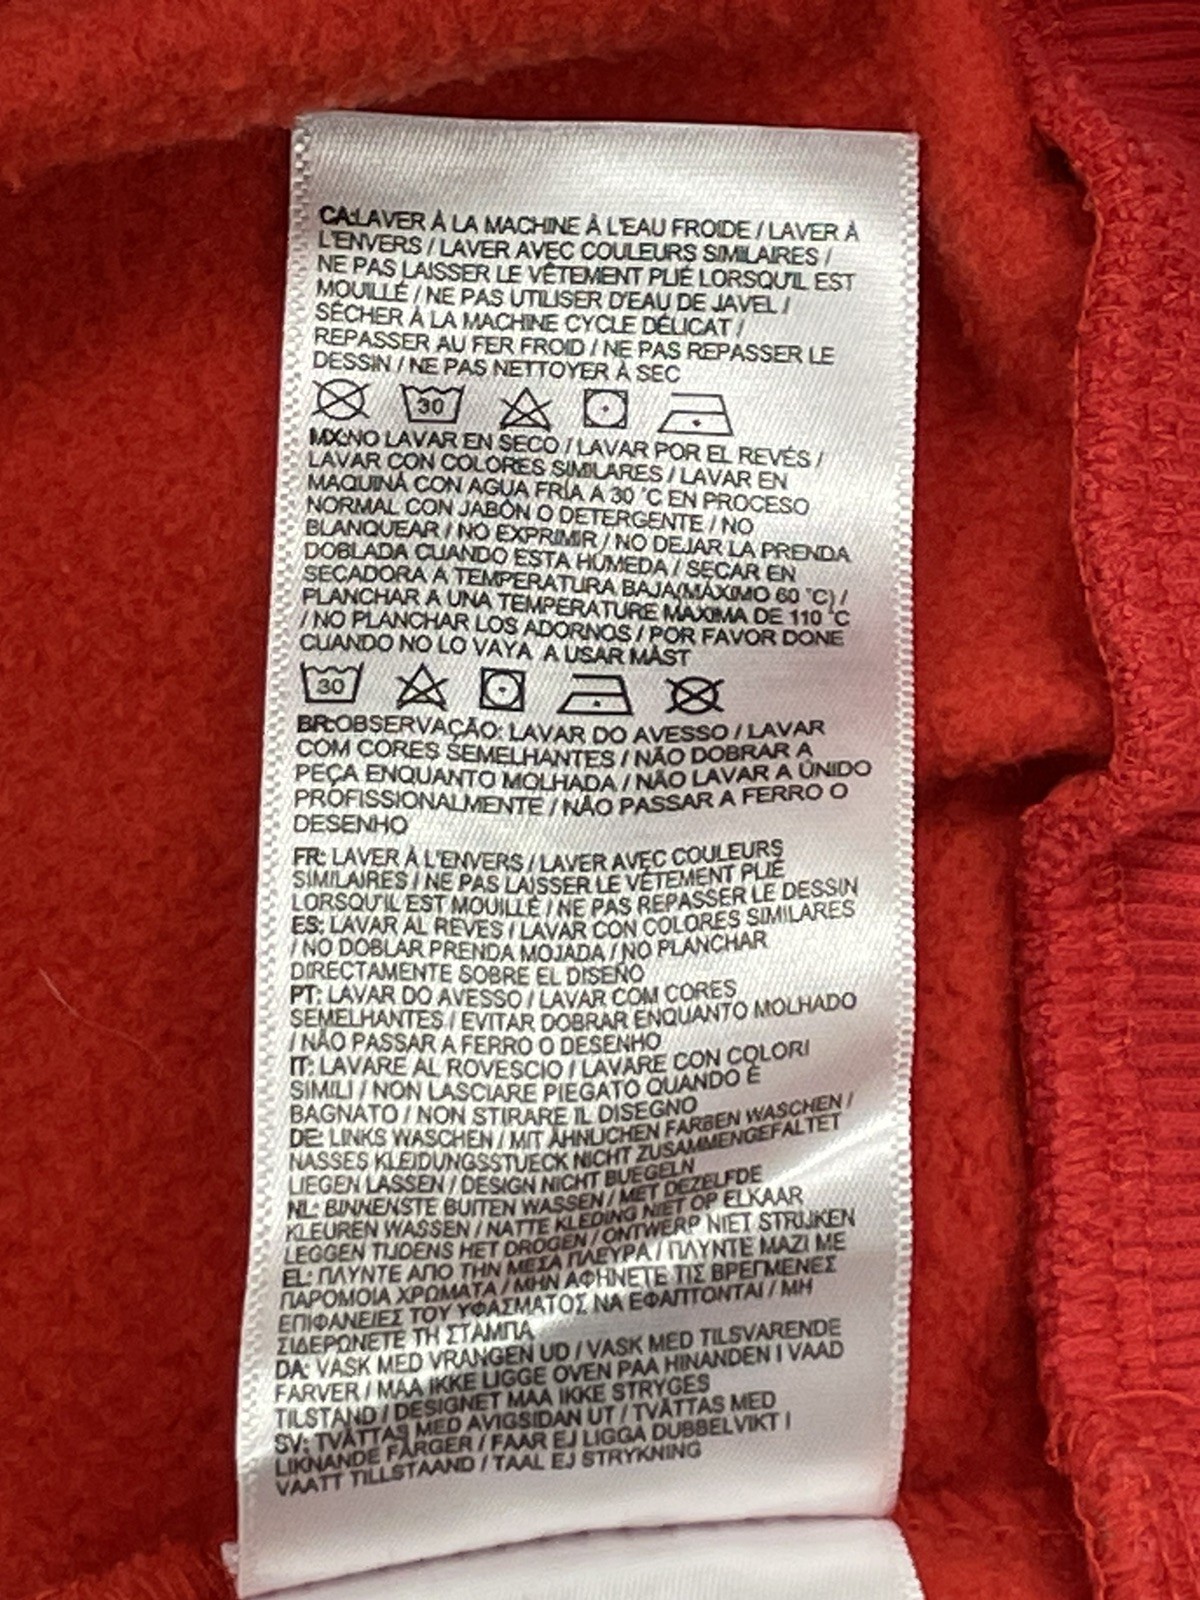 CA:LAVER À LA MACHINE À L'EAU FROIDE / LAVER À
L'ENVERS / LAVER AVEC COULEURS SIMILAIRES /
NE PAS LAISSER LE VÊTEMENT PLIÉ LORSQU'IL EST
MOUILLÉ / NE PAS UTILISER D'EAU DE JAVEL /
SÉCHER À LA MACHINE CYCLE DÉLICAT /
REPASSER AU FER FROID / NE PAS REPASSER LE
DESSIN / NE PAS NETTOYER À SEC
30
MX:NO LAVAR EN SECO / LAVAR POR EL REVÉS /
LAVAR CON COLORES SIMILARES / LAVAR EN
MAQUINÁ CON AGUA FRÍA A 30 °C EN PROCESO
NORMAL CON JABÓN O DETERGENTE / NO
BLANQUEAR / NO EXPRIMIR / NO DEJAR LA PRENDA
DOBLADA CUANDO ESTA HÚMEDA / SECAR EN
SECADORA A TEMPERATURA BAJA(MÁXIMO 60 °C) /
PLANCHAR A UNA TEMPERATURE MAXIMA DE 110 °C
/ NO PLANCHAR LOS ADORNOS / POR FAVOR DONE
CUANDO NO LO VAYA A USAR MÁST
30
BR:OBSERVAÇÃO: LAVAR DO AVESSO / LAVAR
COM CORES SEMELHANTES / NÃO DOBRAR A
PEÇA ENQUANTO MOLHADA / NÃO LAVAR A ÚNIDO
PROFISSIONALMENTE / NÃO PASSAR A FERRO O
DESENHO
FR: LAVER À L'ENVERS / LAVER AVEC COULEURS
SIMILAIRES / NE PAS LAISSER LE VÊTEMENT PLIÉ
LORSQU'IL EST MOUILLÉ / NE PAS REPASSER LE DESSIN
ES: LAVAR AL REVÉS / LAVAR CON COLORES SIMILARES
/ NO DOBLAR PRENDA MOJADA / NO PLANCHAR
DIRECTAMENTE SOBRE EL DISEÑO
PT: LAVAR DO AVESSO / LAVAR COM CORES
SEMELHANTES / EVITAR DOBRAR ENQUANTO MOLHADO
/ NÃO PASSAR A FERRO O DESENHO
IT: LAVARE AL ROVESCIO / LAVARE CON COLORI
SIMILI / NON LASCIARE PIEGATO QUANDO È
BAGNATO / NON STIRARE IL DISEGNO
DE: LINKS WASCHEN / MIT ÄHNLICHEN FARBEN WASCHEN /
NASSES KLEIDUNGSSTUECK NICHT ZUSAMMENGEFALTET
LIEGEN LASSEN / DESIGN NICHT BUEGELN
NL: BINNENSTE BUITEN WASSEN / MET DEZELFDE
KLEUREN WASSEN / NATTE KLEDING NIET OP ELKAAR
LEGGEN TIJDENS HET DROGEN / ONTWERP NIET STRIJKEN
EL: ΠΛΥΝΤΕ ΑΠΟ ΤΗΝ ΜΕΣΑ ΠΛΕΥΡΑ / ΠΛΥΝΤΕ ΜΑΖΙ ΜΕ
ΠΑΡΟΜΟΙΑ ΧΡΩΜΑΤΑ / ΜΗΝ ΑΦΗΝΕΤΕ ΤΙΣ ΒΡΕΓΜΕΝΕΣ
ΕΠΙΦΑΝΕΙΕΣ ΤΟΥ ΥΦΑΣΜΑΤΟΣ ΝΑ ΕΦΑΠΤΟΝΤΑΙ / ΜΗ
ΣΙΔΕΡΩΝΕΤΕ ΤΗ ΣΤΑΜΠΑ
DA: VASK MED VRANGEN UD / VASK MED TILSVARENDE
FARVER / MAA IKKE LIGGE OVEN PAA HINANDEN I VAAD
TILSTAND / DESIGNET MAA IKKE STRYGES
SV: TVÄTTAS MED AVIGSIDAN UT / TVÄTTAS MED
LIKNANDE FÄRGER / FAAR EJ LIGGA DUBBELVIKT I
VAATT TILLSTAAND / TAAL EJ STRYKNING